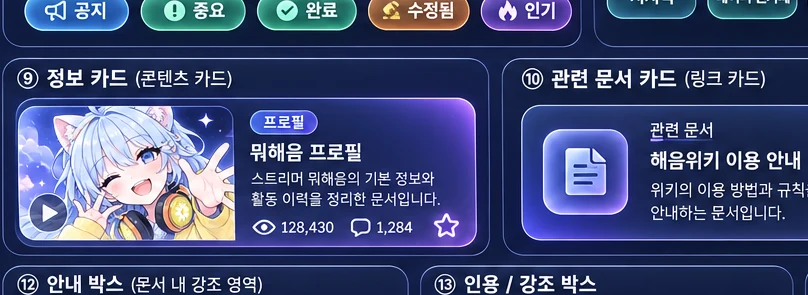 공지
중요
완료
수정됨
인기
⑨ 정보 카드 (콘텐츠 카드)
프로필
뭐해음 프로필
스트리머 뭐해음의 기본 정보와
활동 이력을 정리한 문서입니다.
128,430 1,284
⑩ 관련 문서 카드 (링크 카드)
관련 문서
해음위키 이용 안내
위키의 이용 방법과 규칙
안내하는 문서입니다.
⑫ 안내 박스 (문서 내 강조 영역)
⑬ 인용 / 강조 박스